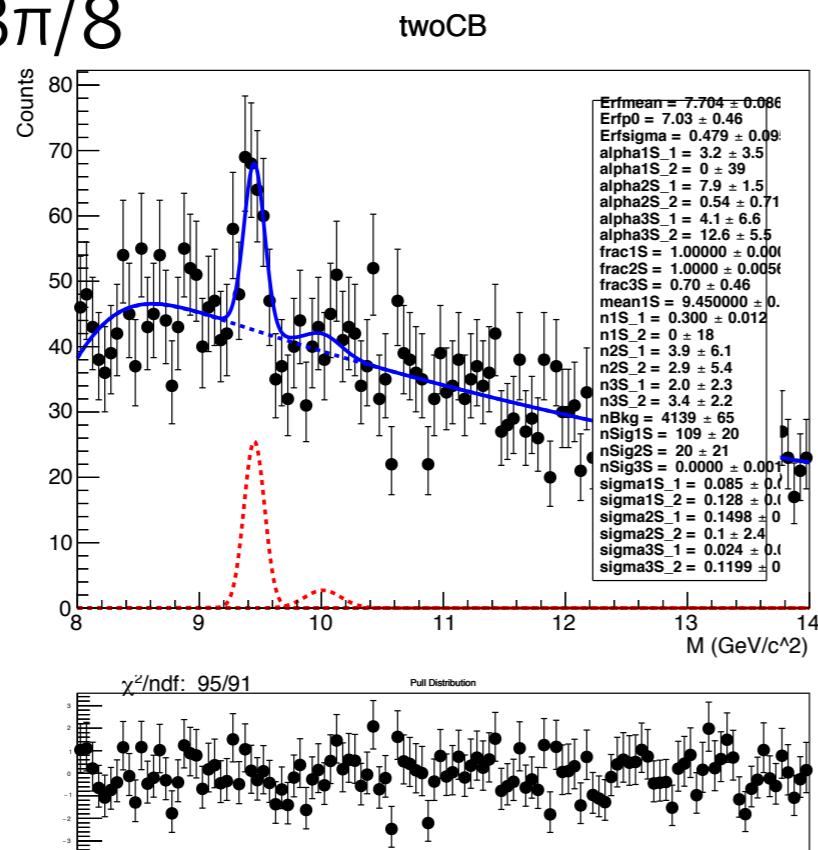 3π/8
twoCB
Counts
80
70
60
50
40
30
20
10
0
Erfmean = 7.704 ± 0.086
Erfp0 = 7.03 ± 0.46
Erfsigma = 0.479 ± 0.09
alpha1S_1 = 3.2 ± 3.5
alpha1S_2 = 0 ± 39
alpha2S_1 = 7.9 ± 1.5
alpha2S_2 = 0.54 ± 0.71
alpha3S_1 = 4.1 ± 6.6
alpha3S_2 = 12.6 ± 5.5
frac1S = 1.00000 ± 0.00
frac2S = 1.0000 ± 0.0056
frac3S = 0.70 ± 0.46
mean1S = 9.450000 ± 0.
n1S_1 = 0.300 ± 0.012
n1S_2 = 0 ± 18
n2S_1 = 3.9 ± 6.1
n2S_2 = 2.9 ± 5.4
n3S_1 = 2.0 ± 2.3
n3S_2 = 3.4 ± 2.2
nBkg = 4139 ± 65
nSig1S = 109 ± 20
nSig2S = 20 ± 21
nSig3S = 0.0000 ± 0.001
sigma1S_1 = 0.085 ± 0.
sigma1S_2 = 0.128 ± 0.
sigma2S_1 = 0.1498 ± 0
sigma2S_2 = 0.1 ± 2.4
sigma3S_1 = 0.024 ± 0.
sigma3S_2 = 0.1199 ± 0
8 9 10 11 12 13 14
M (GeV/c^2)
χ²/ndf: 95/91
Pull Distribution
3
2
1
0
−1
−2
−3